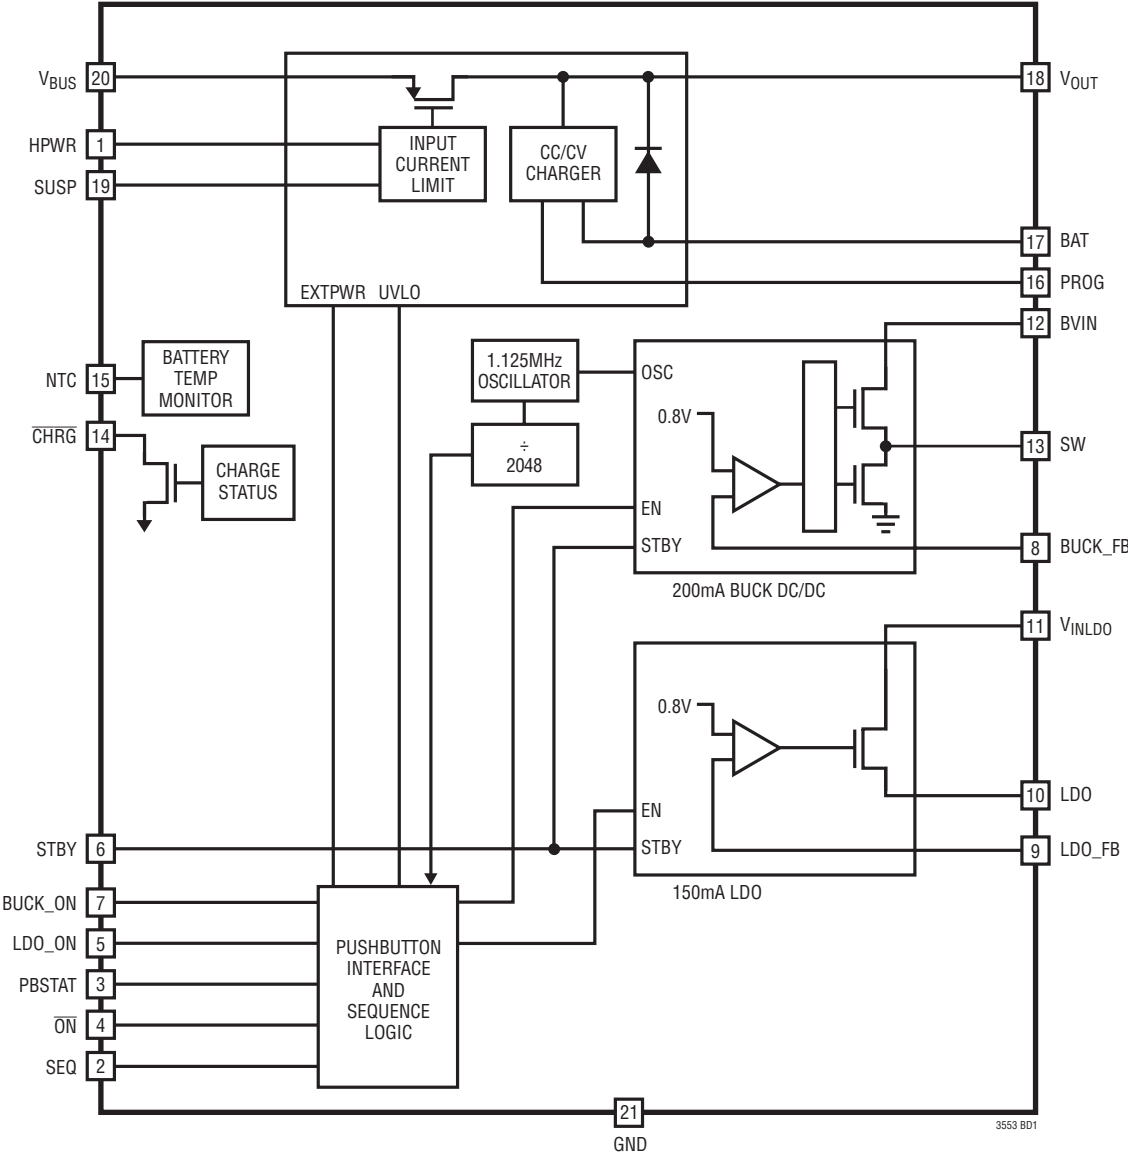 VBUS 20
18 VOUT
HPWR 1
SUSP 19
INPUT
CURRENT
LIMIT
CC/CV
CHARGER
17 BAT
16 PROG
EXTPWR UVLO
12 BVIN
NTC 15
BATTERY
TEMP
MONITOR
CHRG 14
CHARGE
STATUS
1.125MHz
OSCILLATOR
÷
2048
OSC
0.8V
13 SW
EN
STBY
8 BUCK_FB
200mA BUCK DC/DC
11 VINLDO
0.8V
10 LDO
EN
STBY
9 LDO_FB
150mA LDO
STBY 6
BUCK_ON 7
LDO_ON 5
PBSTAT 3
ON 4
SEQ 2
PUSHBUTTON
INTERFACE
AND
SEQUENCE
LOGIC
21
GND
3553 BD1